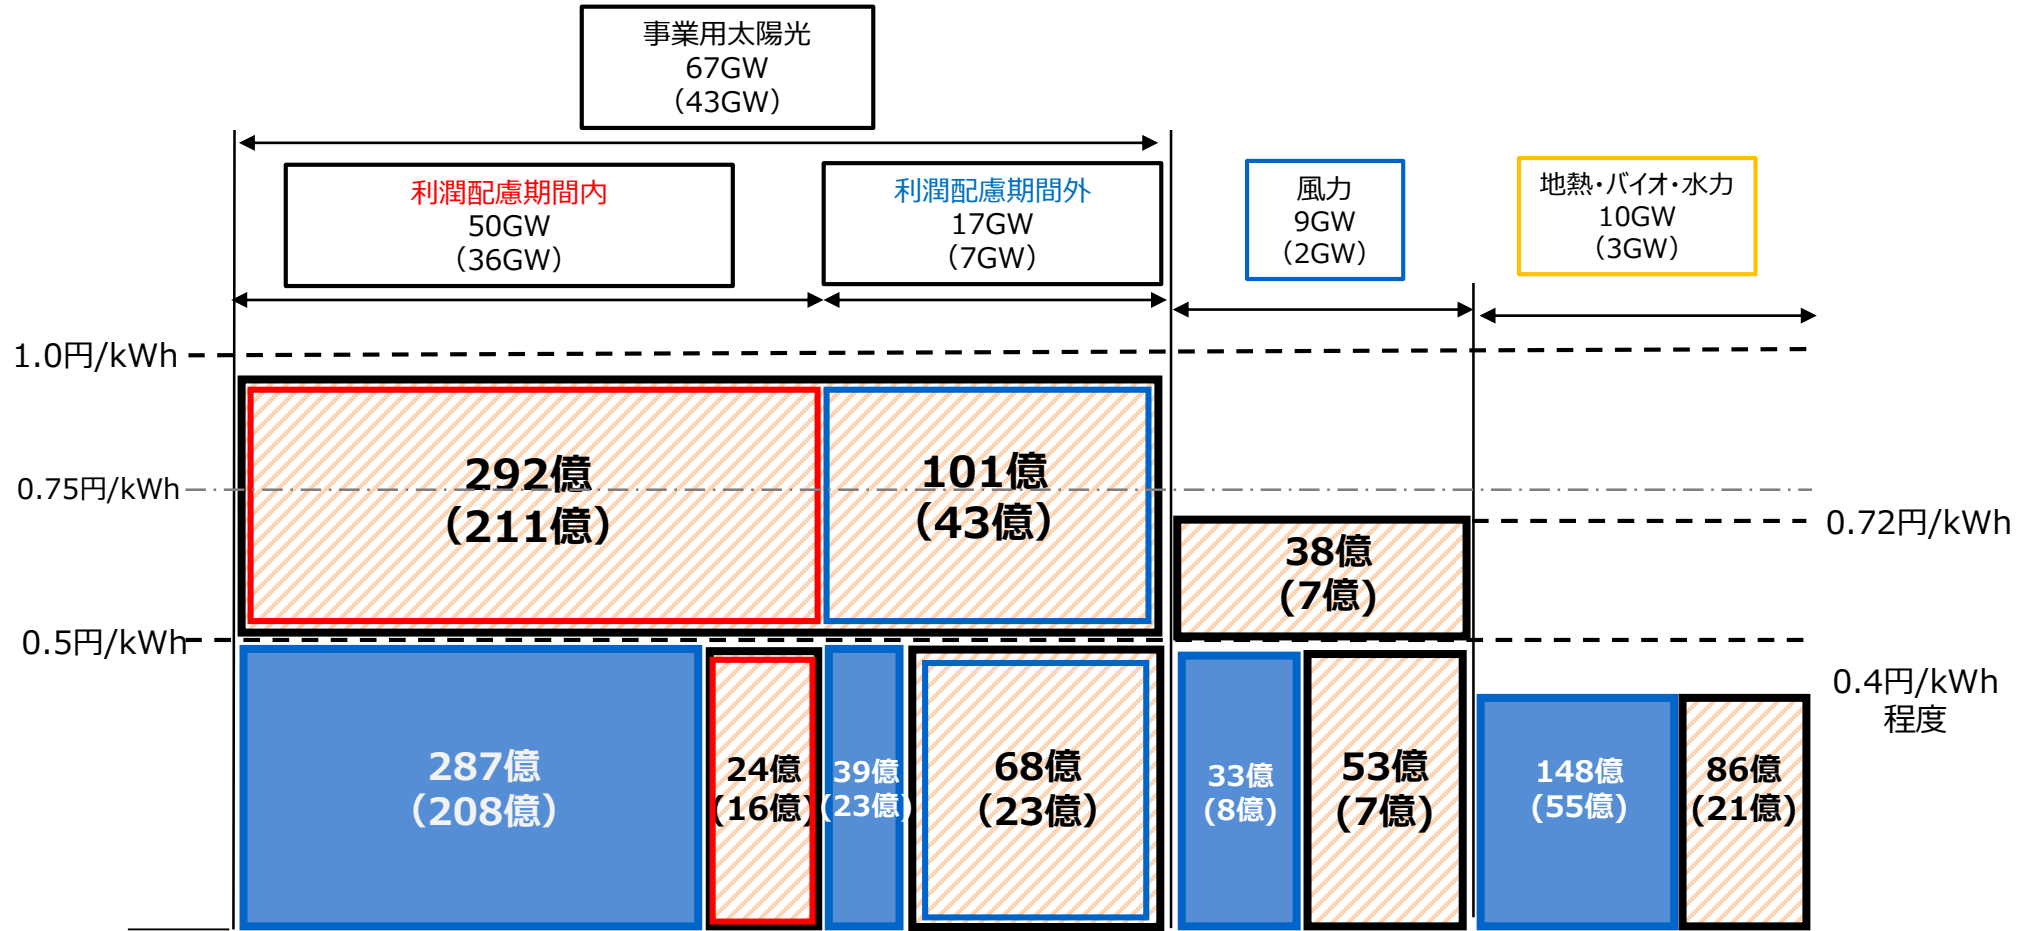 事業用太陽光
67GW
（43GW）
利潤配慮期間内
50GW
（36GW）
利潤配慮期間外
17GW
（7GW）
風力
9GW
（2GW）
地熱・バイオ・水力
10GW
（3GW）
1.0円/kWh
292億
（211億）
101億
（43億）
0.75円/kWh
0.72円/kWh
38億
(7億)
0.5円/kWh
0.4円/kWh
程度
287億
（208億）
24億
(16億)
39億
(23億)
68億
（23億）
33億
(8億)
53億
(7億)
148億
(55億)
86億
(21億)